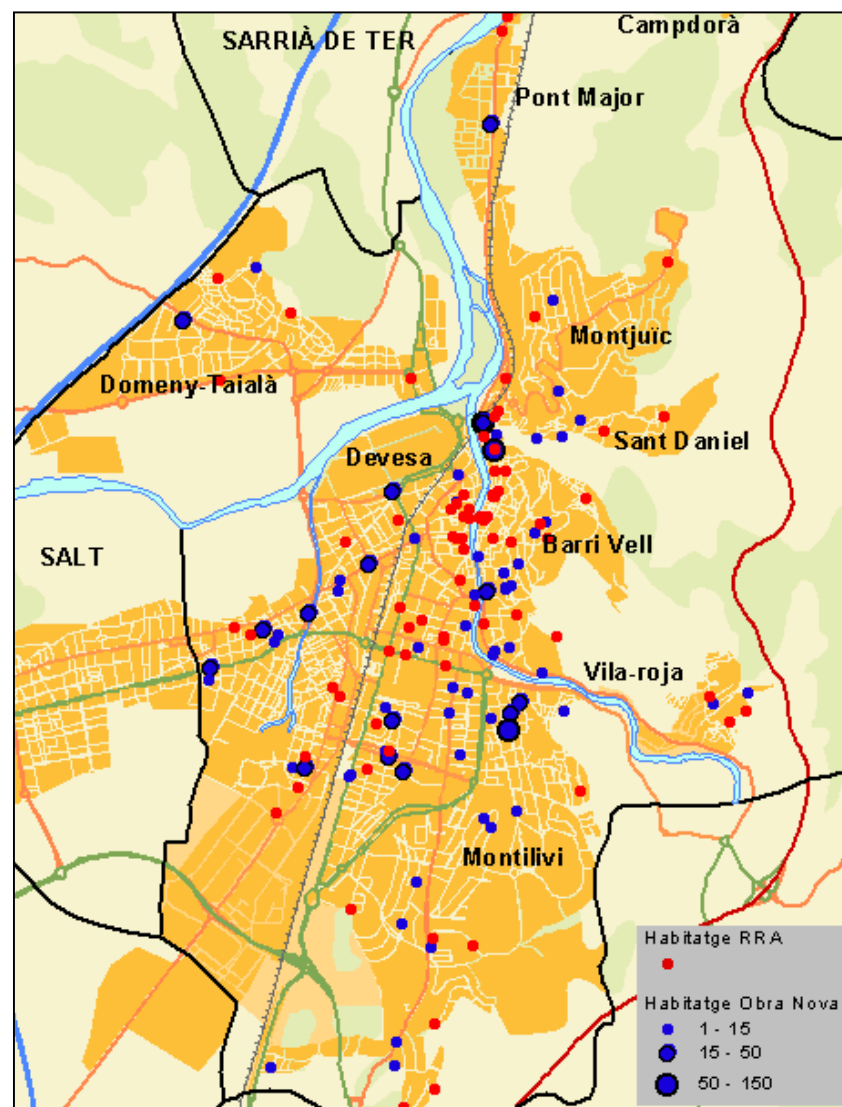 Campdorà
SARRIÀ DE TER
Pont Major
Montjuïc
Domeny-Taialà
Sant Daniel
Devesa
Barri Vell
SALT
Vila-roja
Montilivi
Habitatge RRA
Habitatge Obra Nova
1 - 15
15 - 50
50 - 150